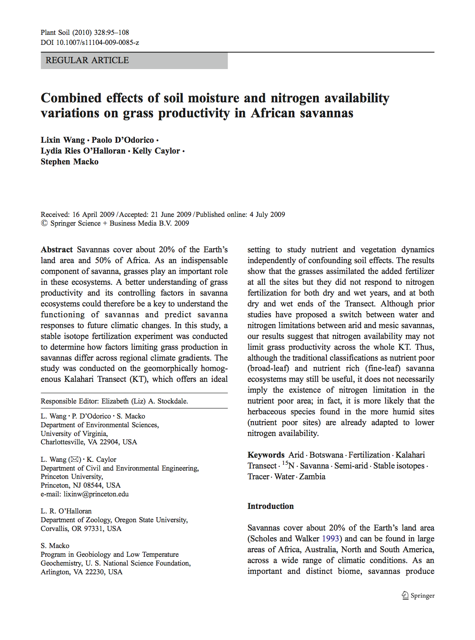 Plant Soil (2010) 328:95–108
DOI 10.1007/s11104-009-0085-z
REGULAR ARTICLE
Combined effects of soil moisture and nitrogen availability
variations on grass productivity in African savannas
Lixin Wang · Paolo D’Odorico ·
Lydia Ries O’Halloran · Kelly Caylor ·
Stephen Macko
Received: 16 April 2009 / Accepted: 21 June 2009 / Published online: 4 July 2009
© Springer Science + Business Media B.V. 2009
Abstract Savannas cover about 20% of the Earth’s
land area and 50% of Africa. As an indispensable
component of savanna, grasses play an important role
in these ecosystems. A better understanding of grass
productivity and its controlling factors in savanna
ecosystems could therefore be a key to understand the
functioning of savannas and predict savanna
responses to future climatic changes. In this study, a
stable isotope fertilization experiment was conducted
to determine how factors limiting grass production in
savannas differ across regional climate gradients. The
study was conducted on the geomorphically homog-
enous Kalahari Transect (KT), which offers an ideal
Responsible Editor: Elizabeth (Liz) A. Stockdale.
L. Wang · P. D’Odorico · S. Macko
Department of Environmental Sciences,
University of Virginia,
Charlottesville, VA 22904, USA
L. Wang (✉) · K. Caylor
Department of Civil and Environmental Engineering,
Princeton University,
Princeton, NJ 08544, USA
e-mail: lixinw@princeton.edu
L. R. O’Halloran
Department of Zoology, Oregon State University,
Corvallis, OR 97331, USA
S. Macko
Program in Geobiology and Low Temperature
Geochemistry, U. S. National Science Foundation,
Arlington, VA 22230, USA
setting to study nutrient and vegetation dynamics
independently of confounding soil effects. The results
show that the grasses assimilated the added fertilizer
at all the sites but they did not respond to nitrogen
fertilization for both dry and wet years, and at both
dry and wet ends of the Transect. Although prior
studies have proposed a switch between water and
nitrogen limitations between arid and mesic savannas,
our results suggest that nitrogen availability may not
limit grass productivity across the whole KT. Thus,
although the traditional classifications as nutrient poor
(broad-leaf) and nutrient rich (fine-leaf) savanna
ecosystems may still be useful, it does not necessarily
imply the existence of nitrogen limitation in the
nutrient poor area; in fact, it is more likely that the
herbaceous species found in the more humid sites
(nutrient poor sites) are already adapted to lower
nitrogen availability.
Keywords Arid · Botswana · Fertilization · Kalahari
Transect · ¹⁵N · Savanna · Semi-arid · Stable isotopes ·
Tracer · Water · Zambia
Introduction
Savannas cover about 20% of the Earth’s land area
(Scholes and Walker 1993) and can be found in large
areas of Africa, Australia, North and South America,
across a wide range of climatic conditions. As an
important and distinct biome, savannas produce
Springer